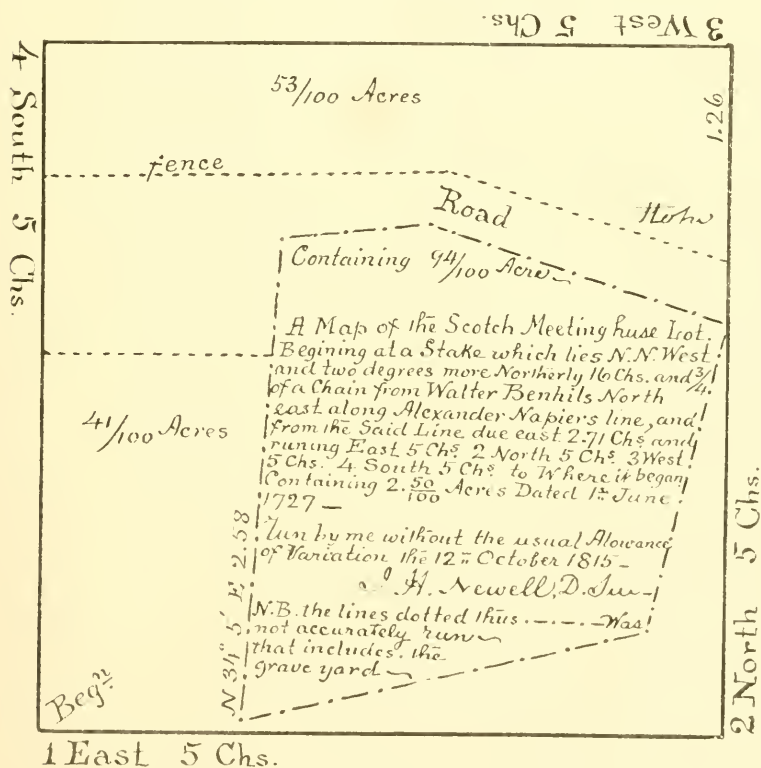 3 West 5 Chs.
4 South 5 Chs.
53/100 Acres
1.26
fence
Road
Containing 94/100 Acre
A Map of the Scotch Meeting huse Lot.
Begining at a Stake which lies N.N. West
and two degrees more Northerly 16 Chs. and 3/4
of a Chain from Walter Benhils North
east along Alexander Napiers line, and
from the Said Line due east 2.71 Chs and
runing East 5 Chs. 2 North 5 Chs. 3 West
5 Chs. 4 South 5 Chs. to Where it began
Containing 2. 50/100 Acres Dated 1st June
1727 —
Run by me without the usual Alowance
of Variation the 12th October 1815 —
H. Newell, D.
N.B. the lines dotted thus . — . — . — Was
not accurately run
that includes the
grave yard
41/100 Acres
N 34° 5' E 2.58
Beg.n
2 North 5 Chs.
1 East 5 Chs.